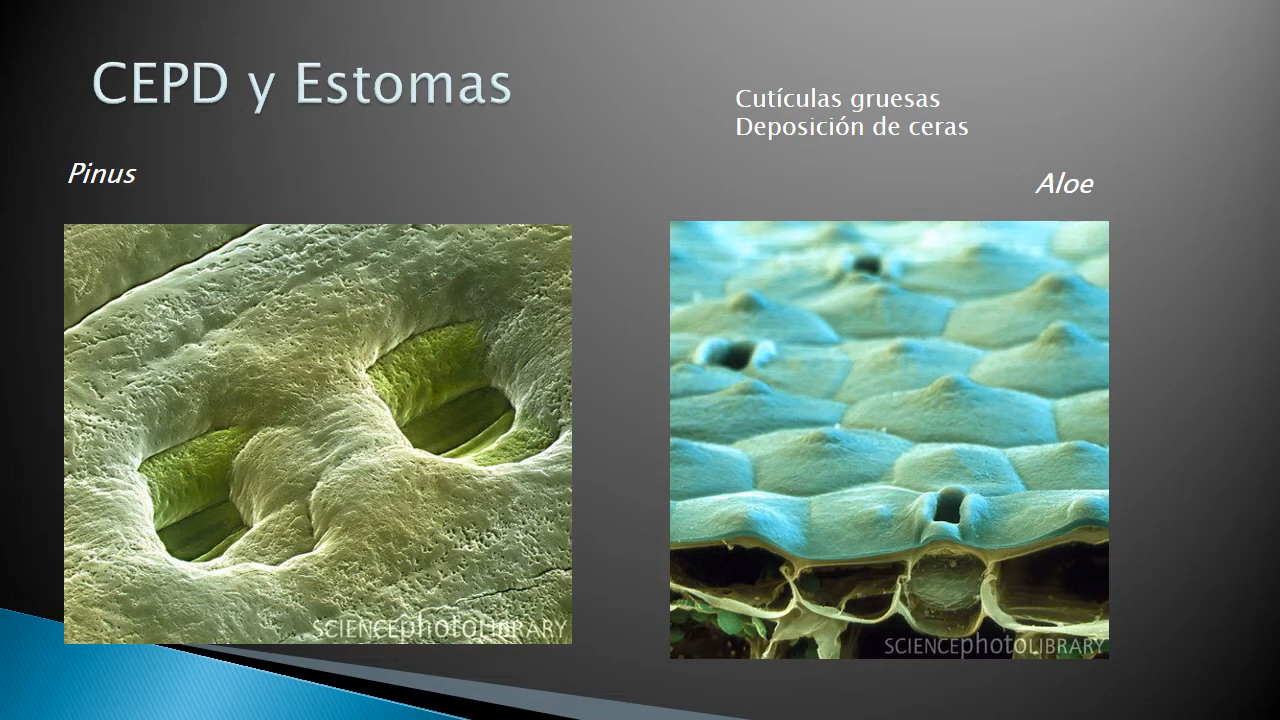 CEPD y Estomas
Cutículas gruesas
Deposición de ceras
Pinus
Aloe
SCIENCEphotOLIBRARY
SCIENCEphotOLIBRARY